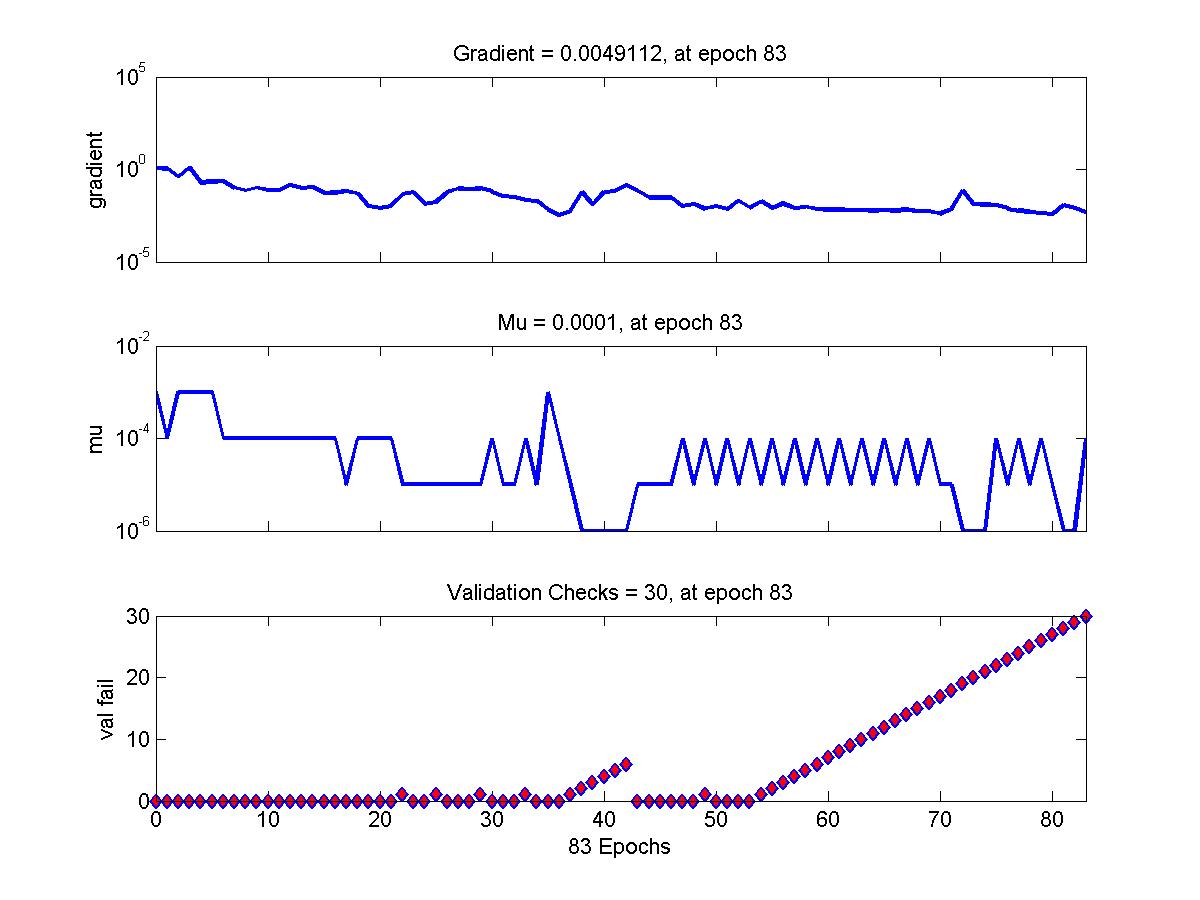 Gradient = 0.0049112, at epoch 83
10^5
10^0
10^-5
gradient
Mu = 0.0001, at epoch 83
10^-2
10^-4
10^-6
mu
Validation Checks = 30, at epoch 83
30
20
10
0
val fail
0 10 20 30 40 50 60 70 80
83 Epochs